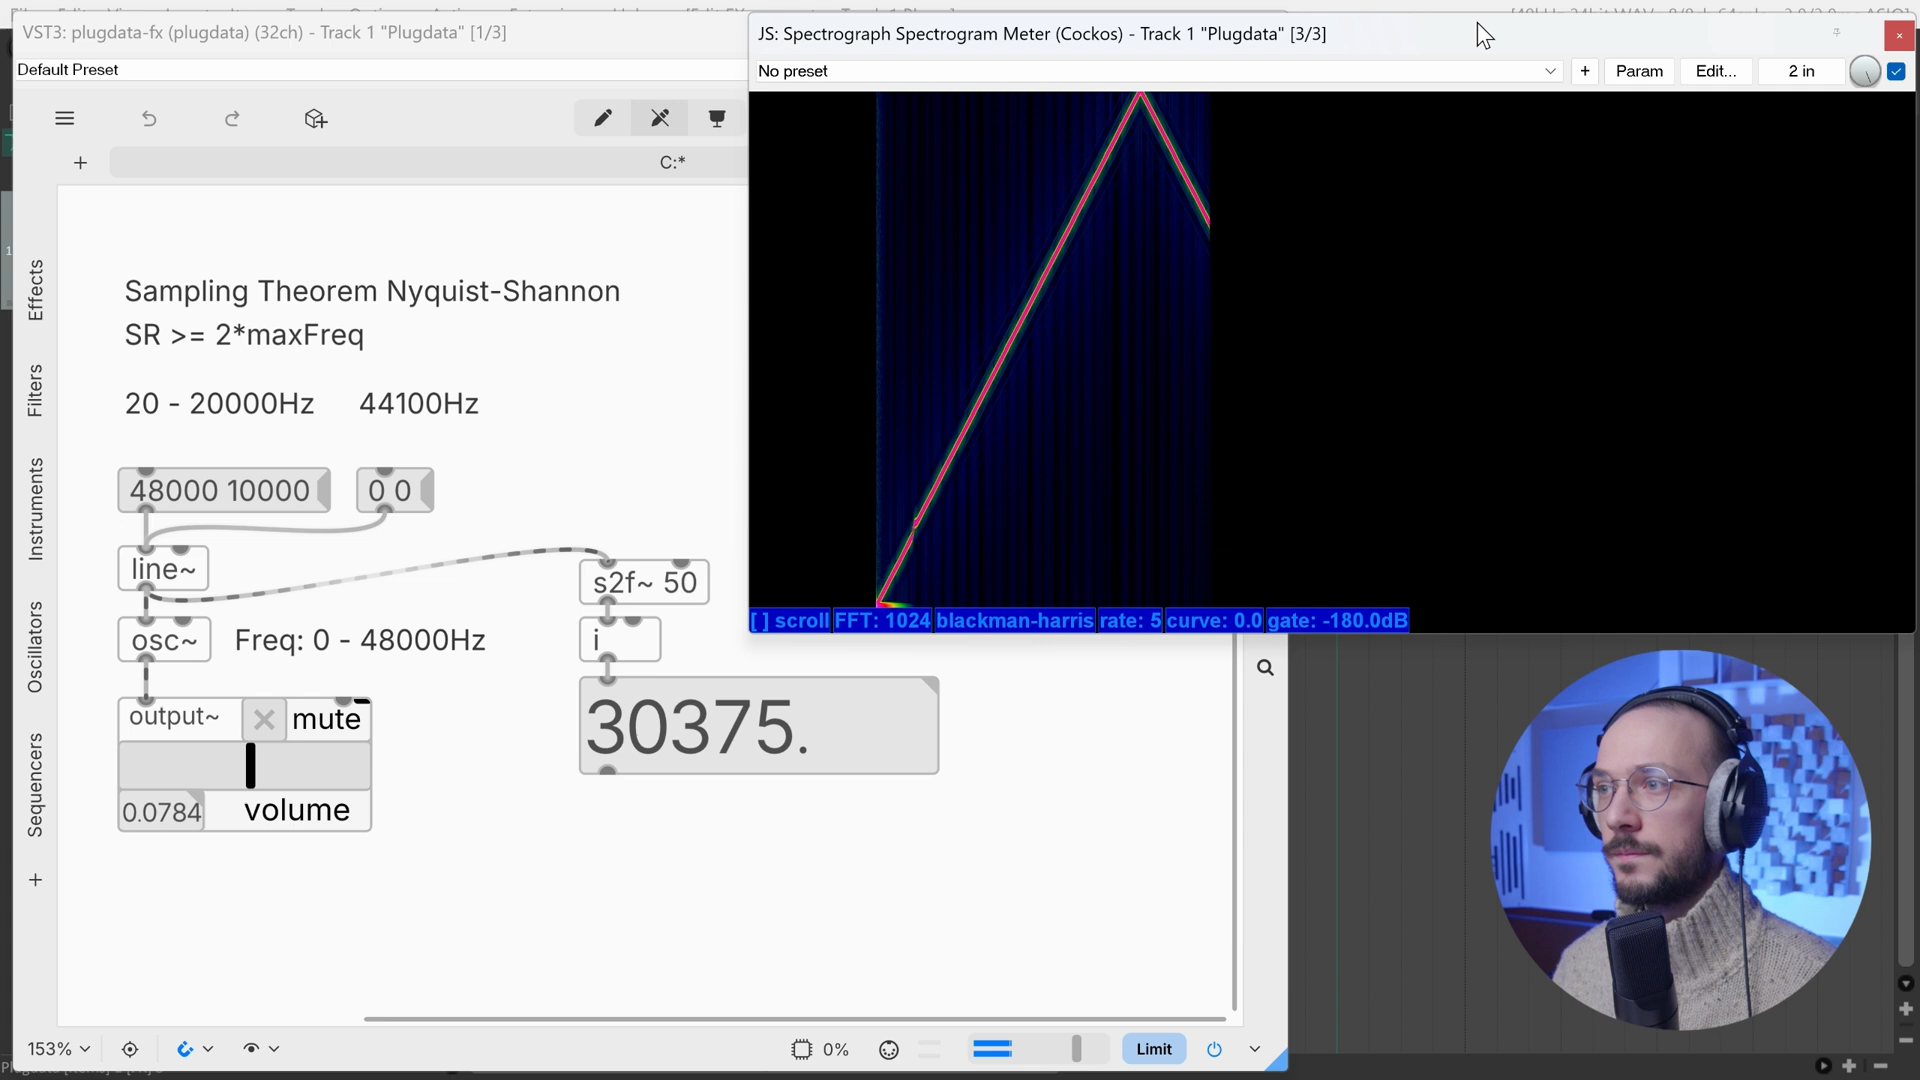 VST3: plugdata-fx (plugdata) (32ch) - Track 1 "Plugdata" [1/3]
JS: Spectrograph Spectrogram Meter (Cockos) - Track 1 "Plugdata" [3/3]
Default Preset
No preset
+
Param
Edit...
2 in
+
C:*
Effects
Filters
Instruments
Oscillators
Sequencers
+
Sampling Theorem Nyquist-Shannon
SR >= 2*maxFreq
20 - 20000Hz 44100Hz
48000 10000
0 0
line~
s2f~ 50
osc~
Freq: 0 - 48000Hz
i
output~
mute
30375.
0.0784
volume
[ ] scroll FFT: 1024 blackman-harris rate: 5 curve: 0.0 gate: -180.0dB
153%
0%
Limit